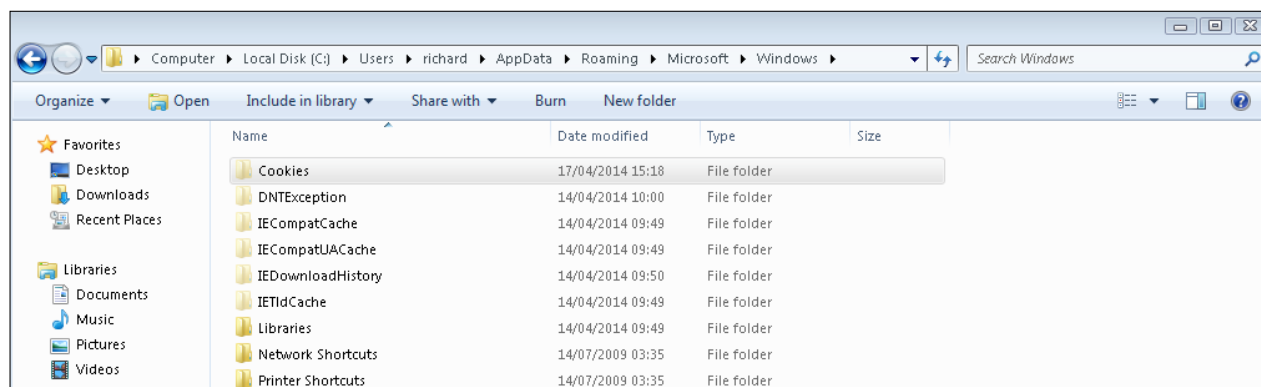 Computer Local Disk (C:) Users richard AppData Roaming Microsoft Windows Search Windows
Organize Open Include in library Share with Burn New folder
Favorites
Desktop
Downloads
Recent Places
Libraries
Documents
Music
Pictures
Videos
Name Date modified Type Size
Cookies 17/04/2014 15:18 File folder
DNTException 14/04/2014 10:00 File folder
IECompatCache 14/04/2014 09:49 File folder
IECompatUACache 14/04/2014 09:49 File folder
IEDownloadHistory 14/04/2014 09:50 File folder
IETldCache 14/04/2014 09:49 File folder
Libraries 14/04/2014 09:49 File folder
Network Shortcuts 14/07/2009 03:35 File folder
Printer Shortcuts 14/07/2009 03:35 File folder